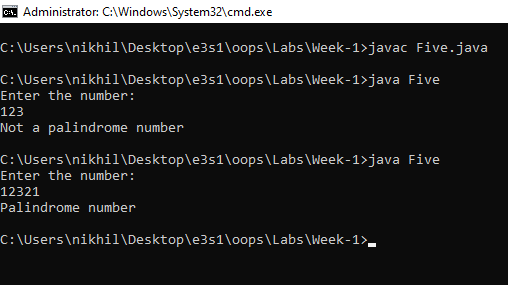 Administrator: C:\Windows\System32\cmd.exe
C:\Users\nikhil\Desktop\e3s1\oops\Labs\Week-1>javac Five.java
C:\Users\nikhil\Desktop\e3s1\oops\Labs\Week-1>java Five
Enter the number:
123
Not a palindrome number
C:\Users\nikhil\Desktop\e3s1\oops\Labs\Week-1>java Five
Enter the number:
12321
Palindrome number
C:\Users\nikhil\Desktop\e3s1\oops\Labs\Week-1>